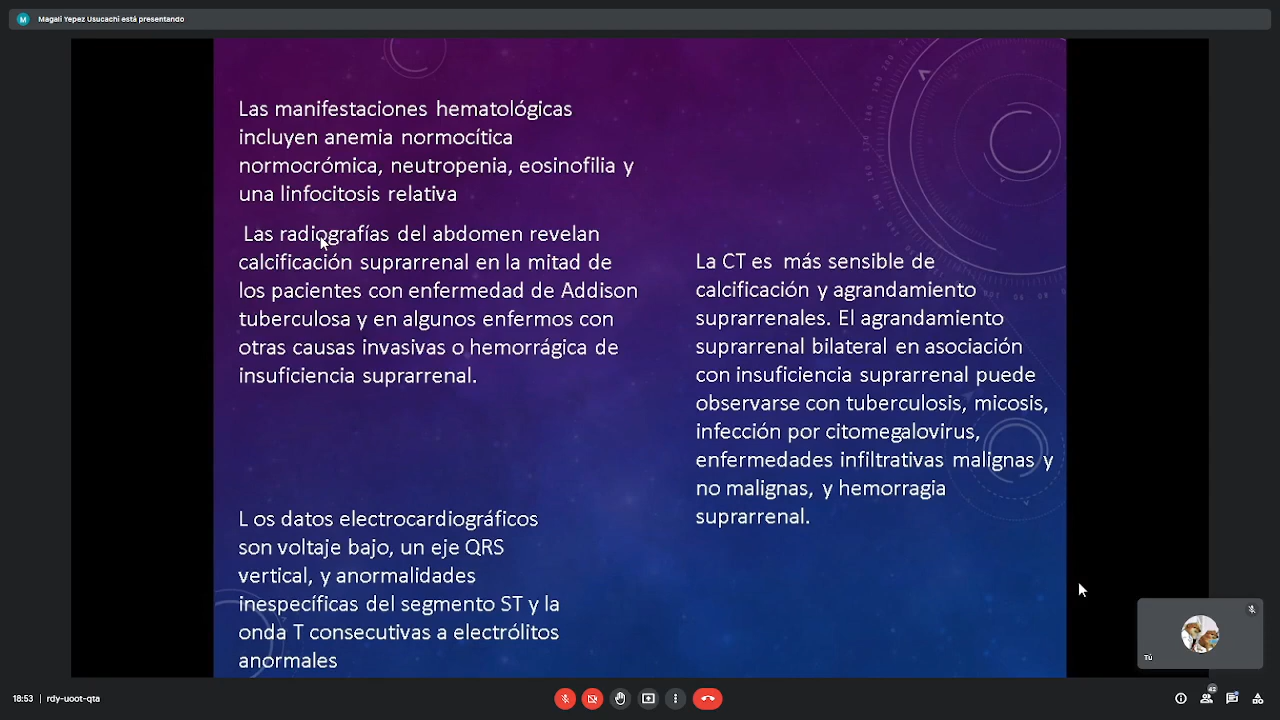 M Magali Yepez Usucachi está presentando
Las manifestaciones hematológicas
incluyen anemia normocítica
normocrómica, neutropenia, eosinofilia y
una linfocitosis relativa
Las radiografías del abdomen revelan
calcificación suprarrenal en la mitad de
los pacientes con enfermedad de Addison
tuberculosa y en algunos enfermos con
otras causas invasivas o hemorrágica de
insuficiencia suprarrenal.
L os datos electrocardiográficos
son voltaje bajo, un eje QRS
vertical, y anormalidades
inespecíficas del segmento ST y la
onda T consecutivas a electrólitos
anormales
La CT es más sensible de
calcificación y agrandamiento
suprarrenales. El agrandamiento
suprarrenal bilateral en asociación
con insuficiencia suprarrenal puede
observarse con tuberculosis, micosis,
infección por citomegalovirus,
enfermedades infiltrativas malignas y
no malignas, y hemorragia
suprarrenal.
Tú
18:53 | rdy-uoot-qta
42